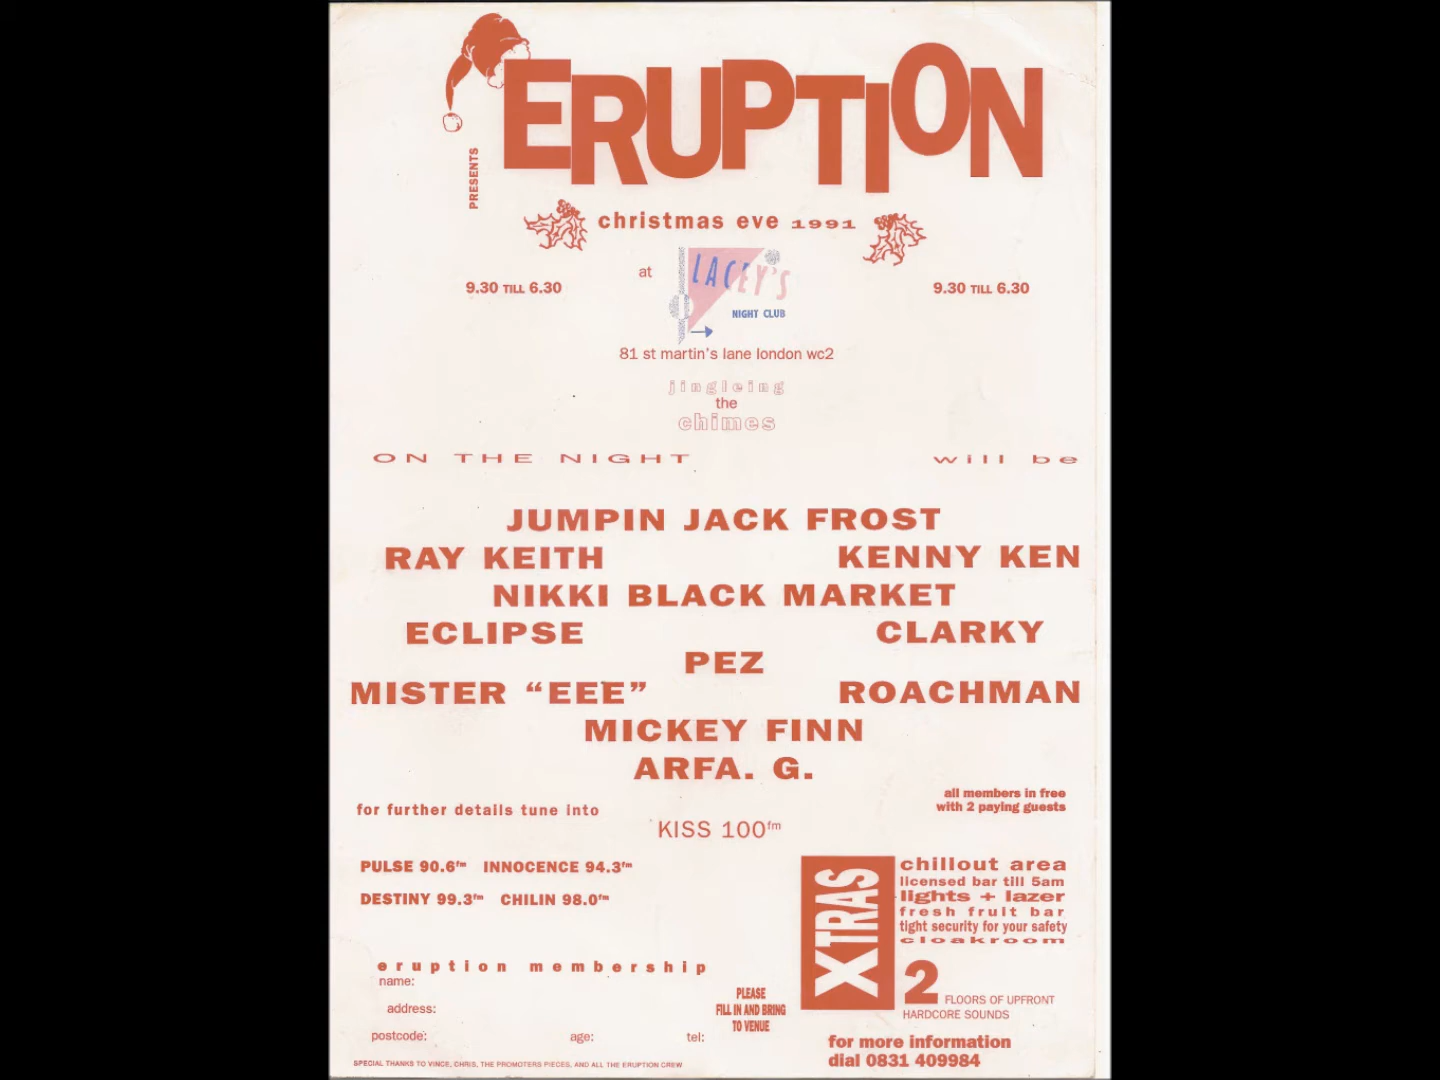 PRESENTS
ERUPTION
christmas eve 1991
9.30 TILL 6.30
at
LACEY'S
NIGHT CLUB
9.30 TILL 6.30
81 st martin's lane london wc2
jingleing
the
chimes
ON THE NIGHT will be
JUMPIN JACK FROST
RAY KEITH KENNY KEN
NIKKI BLACK MARKET
ECLIPSE CLARKY
PEZ
MISTER “EEE” ROACHMAN
MICKEY FINN
ARFA. G.
all members in free
with 2 paying guests
for further details tune into
KISS 100fm
PULSE 90.6fm INNOCENCE 94.3fm
DESTINY 99.3fm CHILIN 98.0fm
XTRAS
chillout area
licensed bar till 5am
lights + lazer
fresh fruit bar
tight security for your safety
cloakroom
2 FLOORS OF UPFRONT
HARDCORE SOUNDS
eruption membership
name:
address:
postcode: age: tel:
PLEASE
FILL IN AND BRING
TO VENUE
for more information
dial 0831 409984
SPECIAL THANKS TO VINCE, CHRIS, THE PROMOTERS PIECES, AND ALL THE ERUPTION CREW